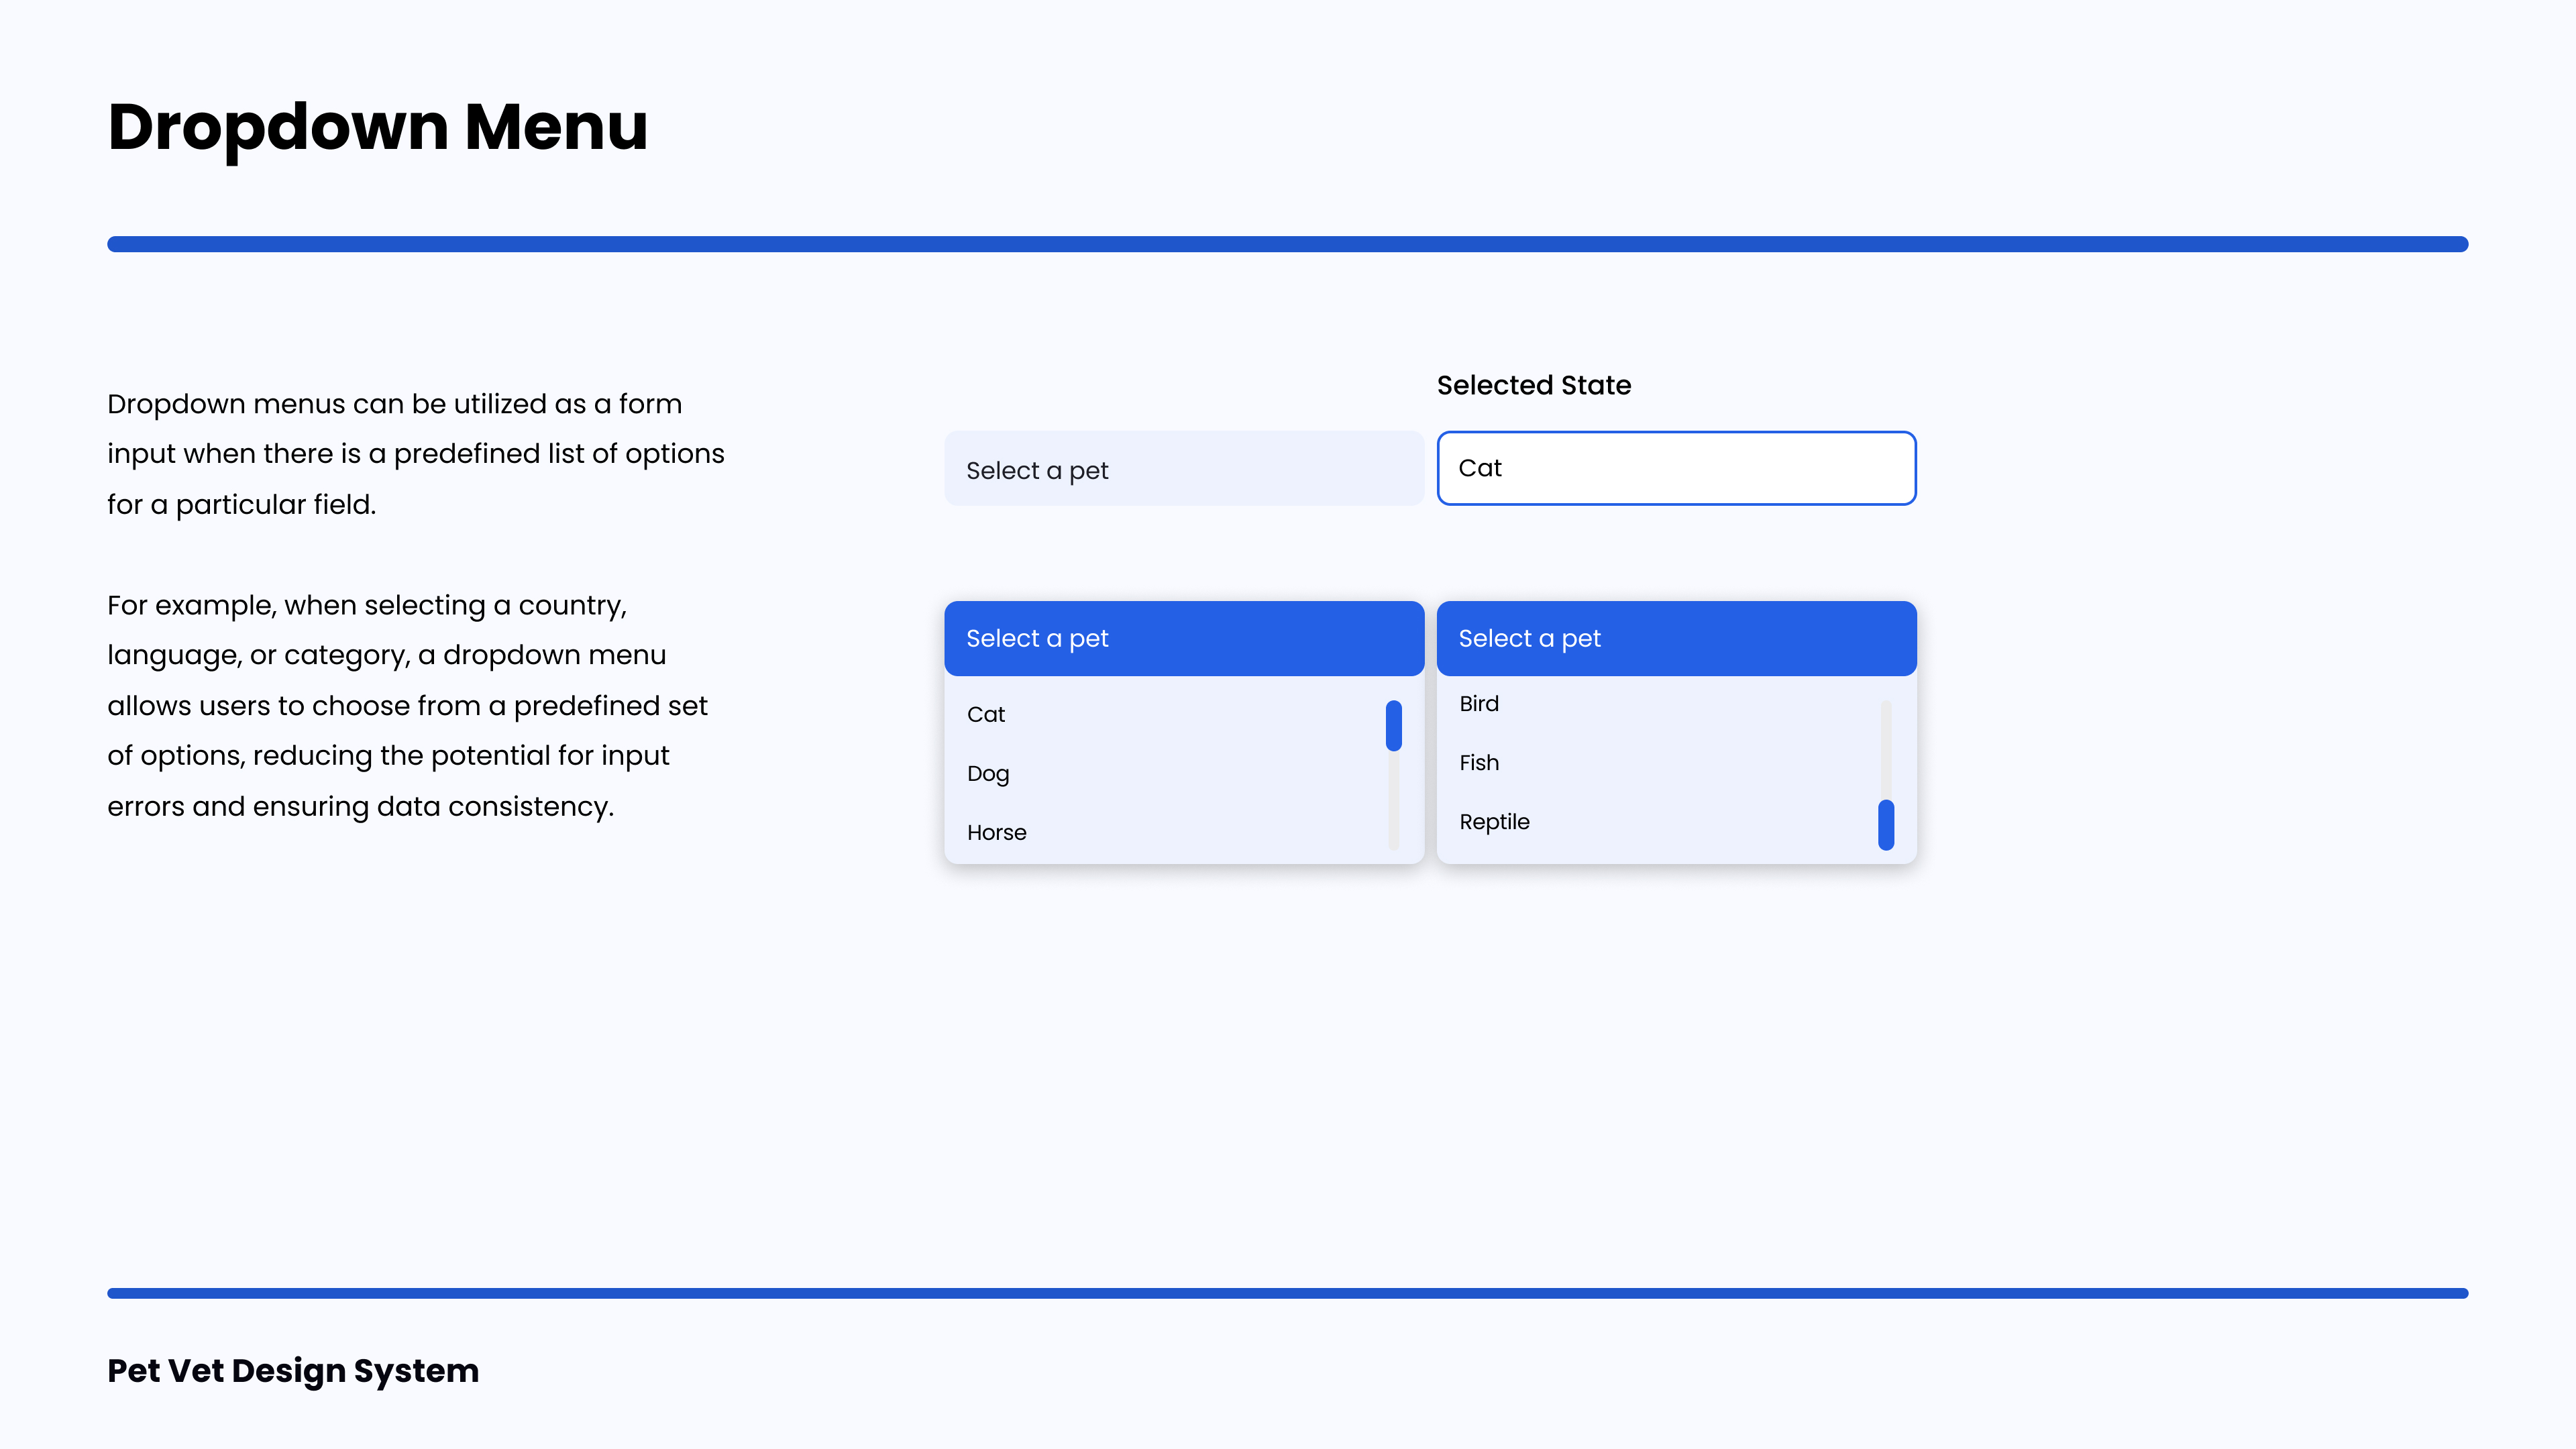 Dropdown Menu
Dropdown menus can be utilized as a form
input when there is a predefined list of options
for a particular field.
For example, when selecting a country,
language, or category, a dropdown menu
allows users to choose from a predefined set
of options, reducing the potential for input
errors and ensuring data consistency.
Select a pet
Selected State
Cat
Select a pet
Cat
Dog
Horse
Select a pet
Bird
Fish
Reptile
Pet Vet Design System